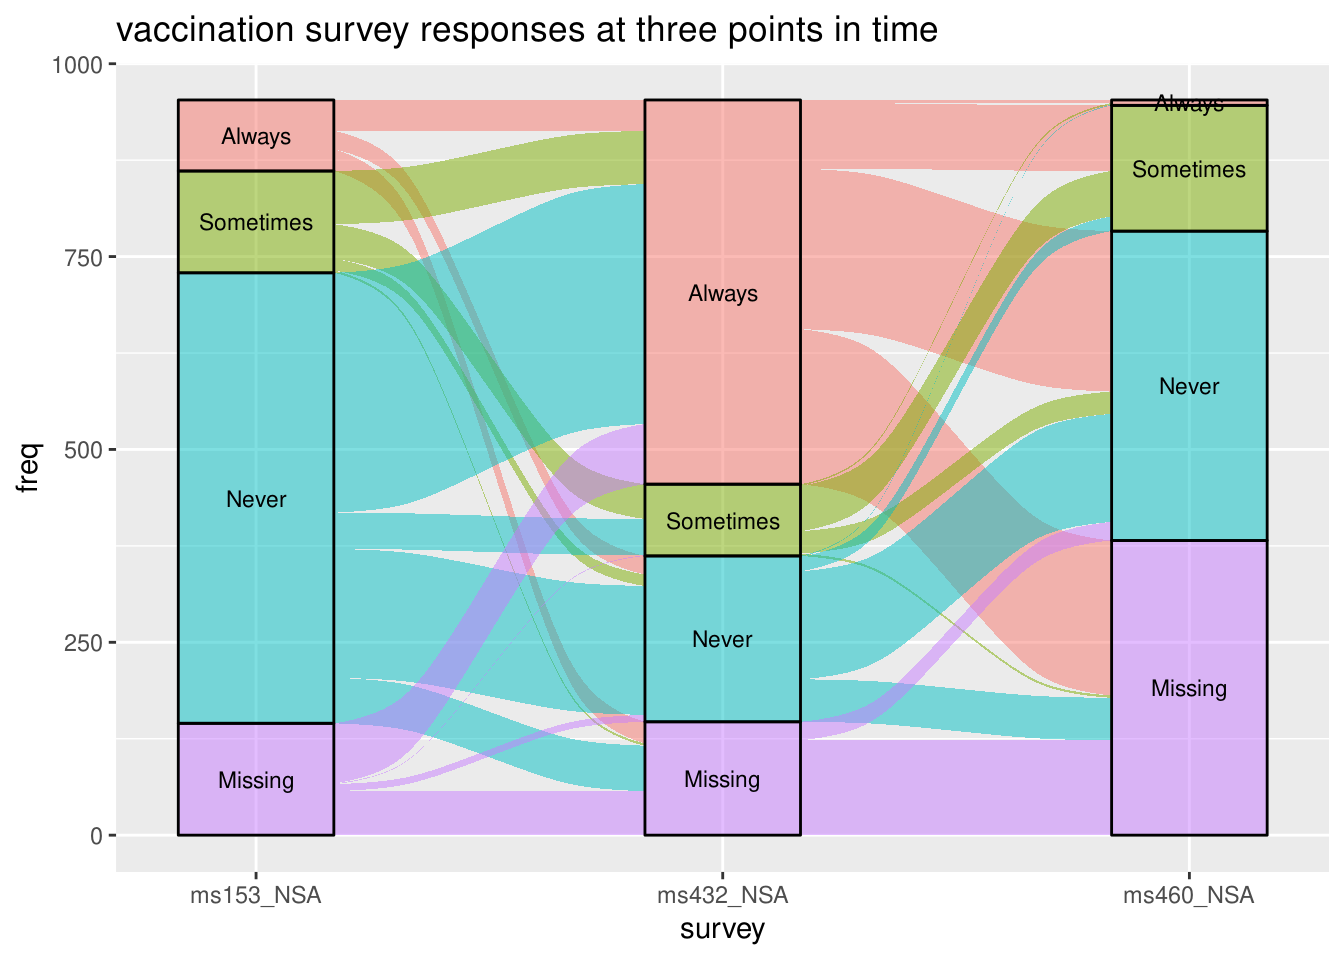 vaccination survey responses at three points in time
1000
750
500
250
0
freq
Always
Sometimes
Never
Missing
Always
Sometimes
Never
Missing
Always
Sometimes
Never
Missing
ms153_NSA
ms432_NSA
ms460_NSA
survey